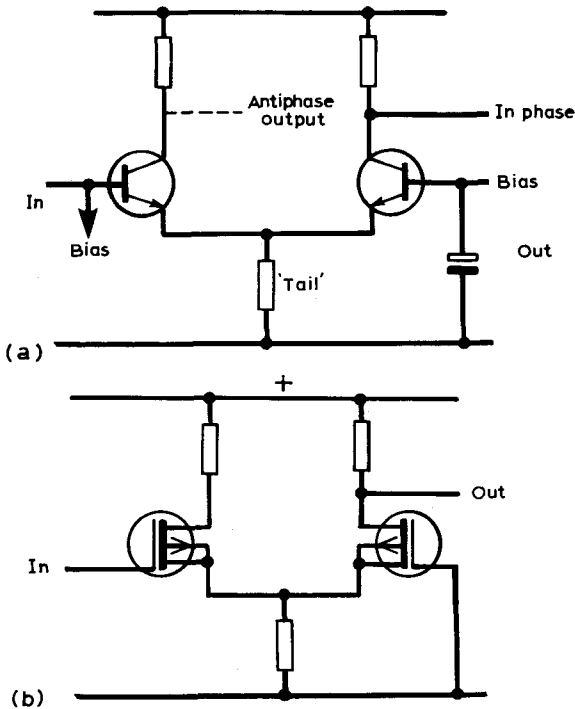 Antiphase
output
In phase
In
Bias
Bias
Out
'Tail'
(a)
+
Out
In
(b)